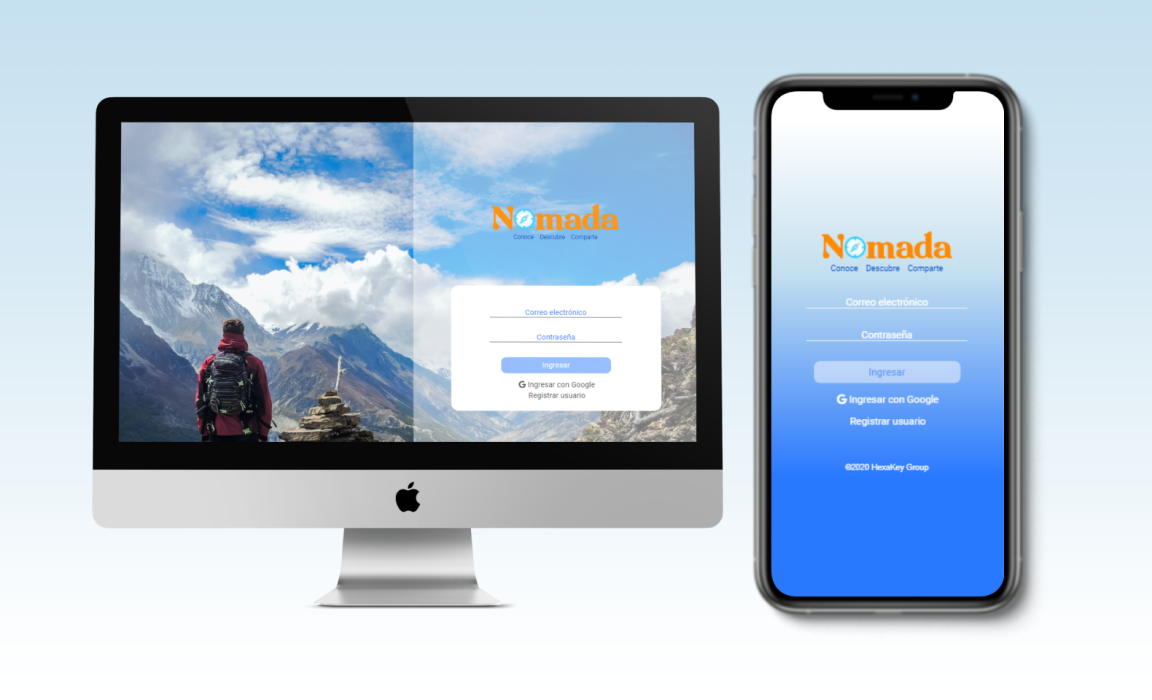 Nomada
Conoce Descubre Comparte
Correo electrónico
Contraseña
Ingresar
G Ingresar con Google
Registrar usuario
Nomada
Conoce Descubre Comparte
Correo electrónico
Contraseña
Ingresar
G Ingresar con Google
Registrar usuario
©2020 HexaKey Group